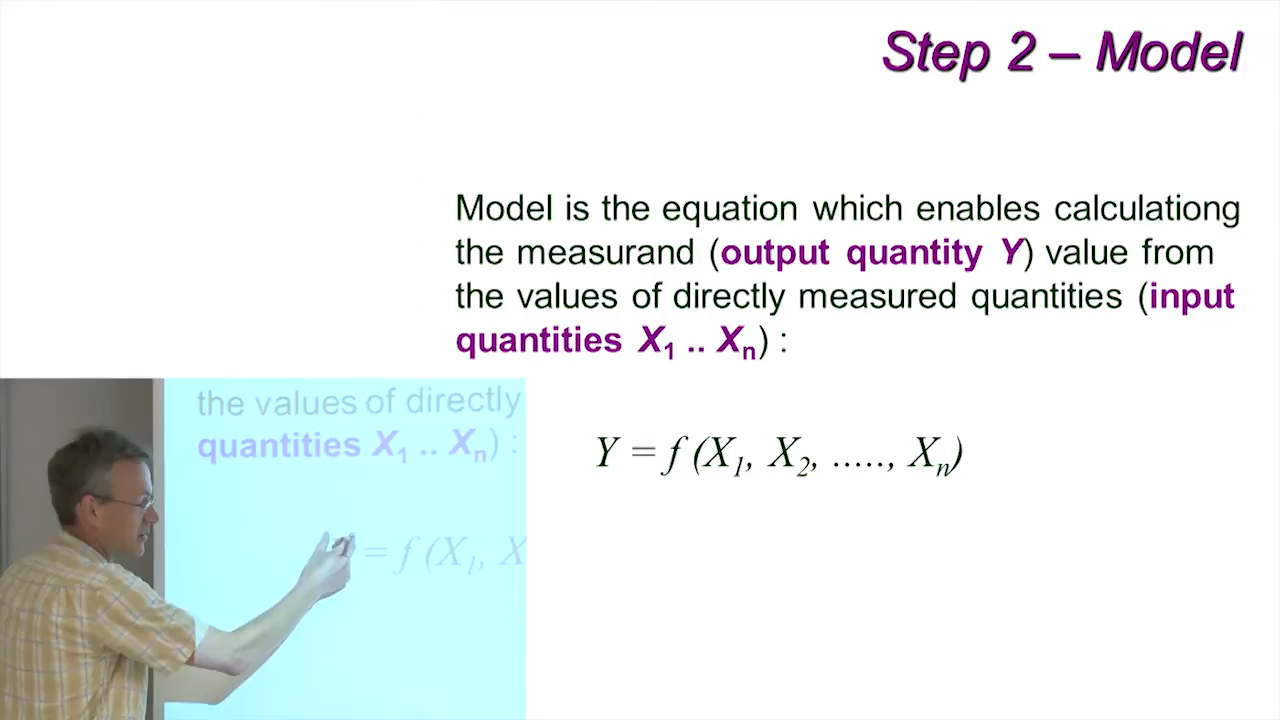 Step 2 – Model
Model is the equation which enables calculationg
the measurand (output quantity Y) value from
the values of directly measured quantities (input
quantities X1 .. Xn) :
Y = f (X1, X2, ....., Xn)
the values of directly
quantities X1 .. Xn) :
= f (X1, X